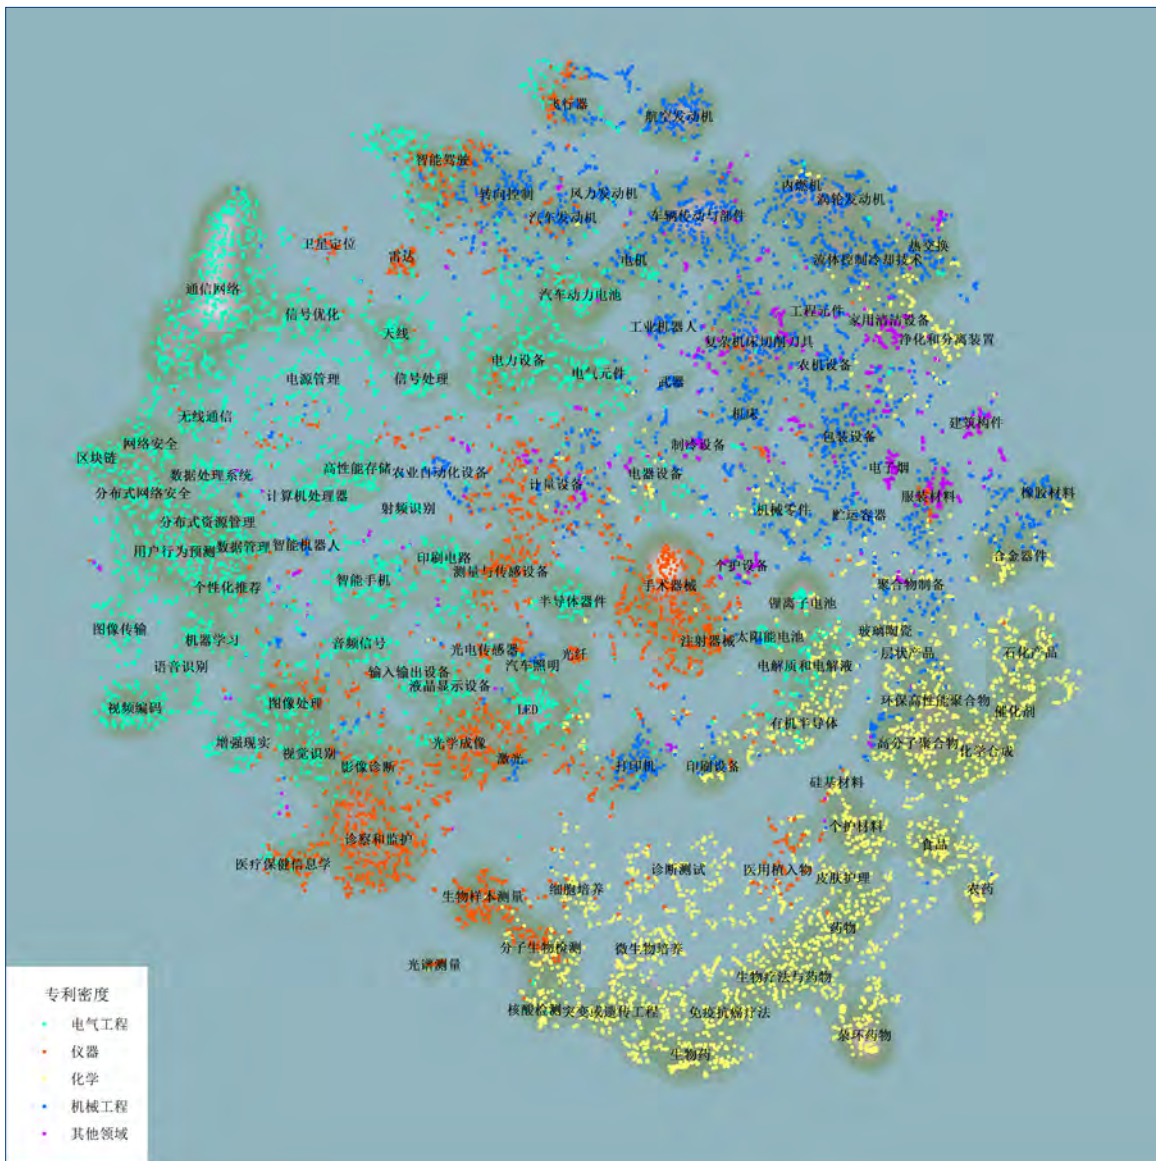 飞行器
航空发动机
智能驾驶
转向控制
风力发动机
内燃机
涡轮发动机
汽车发动机
车辆传动与部件
卫星定位
雷达
热交换
电机
流体控制冷却技术
通信网络
汽车动力电池
信号优化
工程元件
家用清洁设备
天线
工业机器人
复杂机床切削刀具
净化和分离装置
电力设备
农机设备
电源管理
信号处理
电气元件
武器
无线通信
机床
建筑构件
网络安全
制冷设备
包装设备
区块链
数据处理系统
高性能存储
农业自动化设备
电器设备
电子烟
分布式网络安全
计算机处理器
计量设备
服装材料
橡胶材料
射频识别
机械零件
贮运容器
分布式资源管理
用户行为预测
数据管理
智能机器人
印刷电路
合金器件
测量与传感设备
个护设备
个性化推荐
智能手机
手术器械
聚合物制备
半导体器件
锂离子电池
图像传输
机器学习
音频信号
注射器械
太阳能电池
玻璃陶瓷
光电传感器
光纤
层状产品
石化产品
语音识别
输入输出设备
汽车照明
电解质和电解液
液晶显示设备
图像处理
环保高性能聚合物
视频编码
LED
催化剂
有机半导体
增强现实
光学成像
高分子聚合物
视觉识别
激光
化学合成
影像诊断
打印机
印刷设备
硅基材料
诊察和监护
个护材料
食品
医疗保健信息学
诊断测试
医用植入物
皮肤护理
生物样本测量
细胞培养
农药
药物
分子生物检测
微生物培养
光谱测量
生物疗法与药物
核酸检测
突变或遗传工程
免疫抗癌疗法
杂环药物
生物药
专利密度
电气工程
仪器
化学
机械工程
其他领域